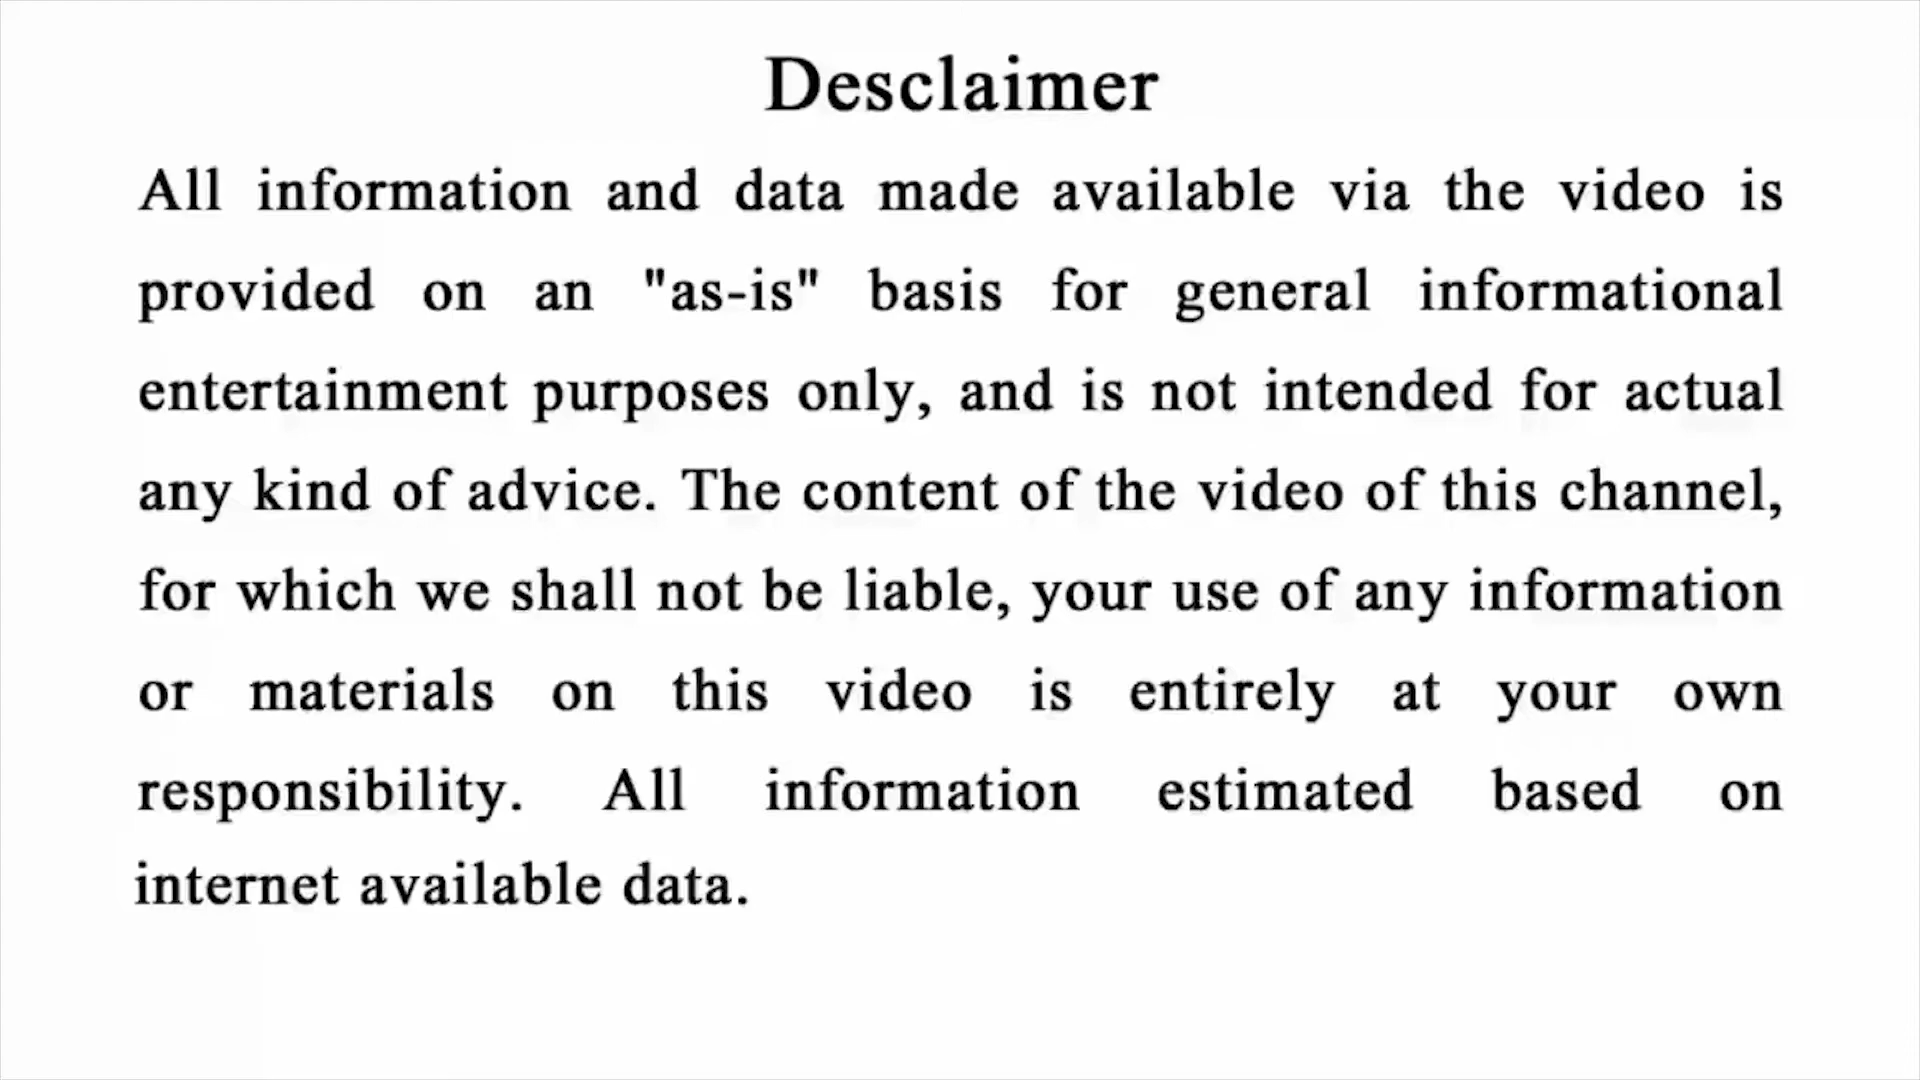 Desclaimer
All information and data made available via the video is
provided on an "as-is" basis for general informational
entertainment purposes only, and is not intended for actual
any kind of advice. The content of the video of this channel,
for which we shall not be liable, your use of any information
or materials on this video is entirely at your own
responsibility. All information estimated based on
internet available data.